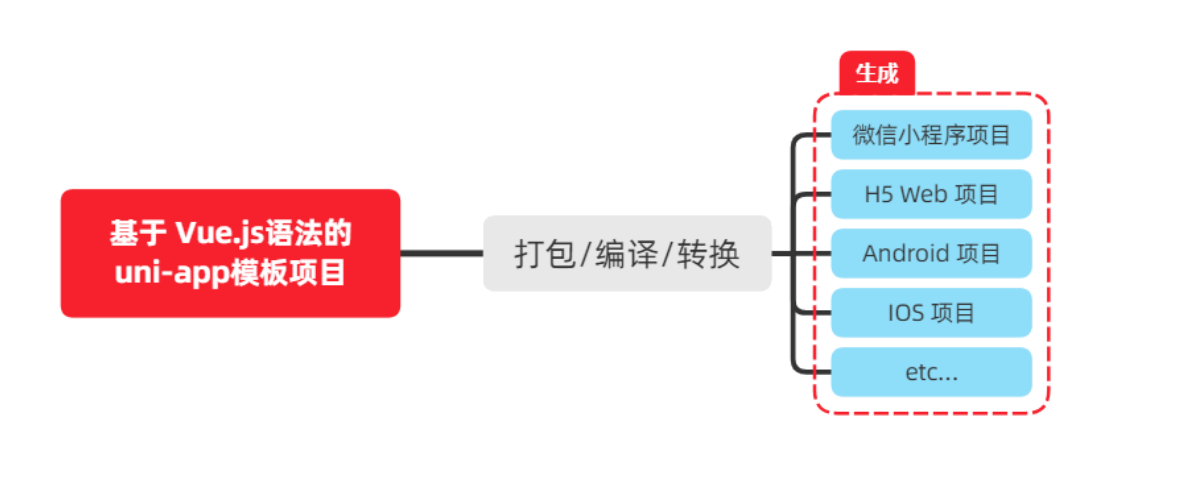 基于 Vue.js语法的
uni-app模板项目
打包/编译/转换
生成
微信小程序项目
H5 Web 项目
Android 项目
IOS 项目
etc...